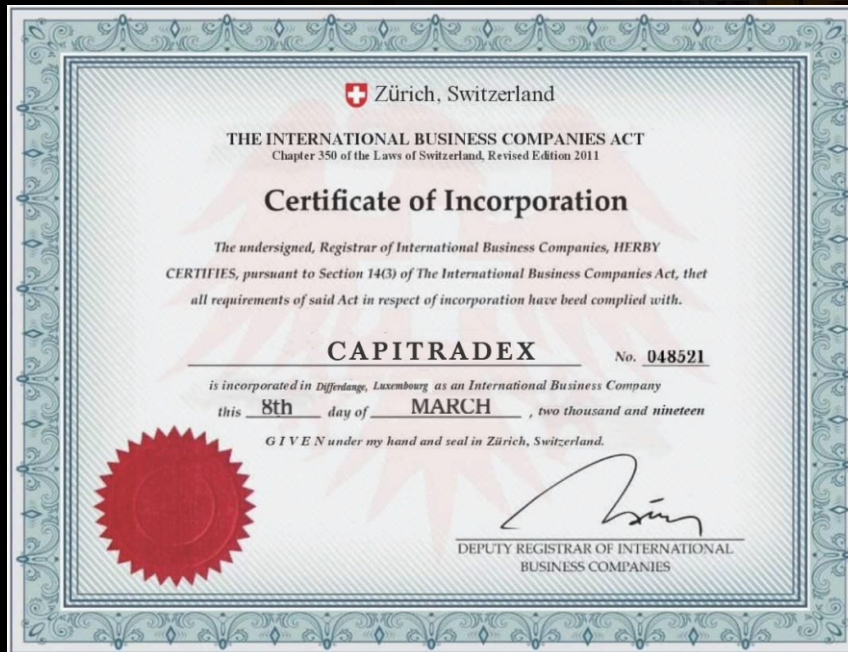 Zürich, Switzerland
THE INTERNATIONAL BUSINESS COMPANIES ACT
Chapter 350 of the Laws of Switzerland, Revised Edition 2011
Certificate of Incorporation
The undersigned, Registrar of International Business Companies, HERBY
CERTIFIES, pursuant to Section 14(3) of The International Business Companies Act, thet
all requirements of said Act in respect of incorporation have beed complied with.
CAPITRADEX No. 048521
is incorporated in Differdange, Luxembourg as an International Business Company
this 8th day of MARCH , two thousand and nineteen
G I V E N under my hand and seal in Zürich, Switzerland.
DEPUTY REGISTRAR OF INTERNATIONAL
BUSINESS COMPANIES